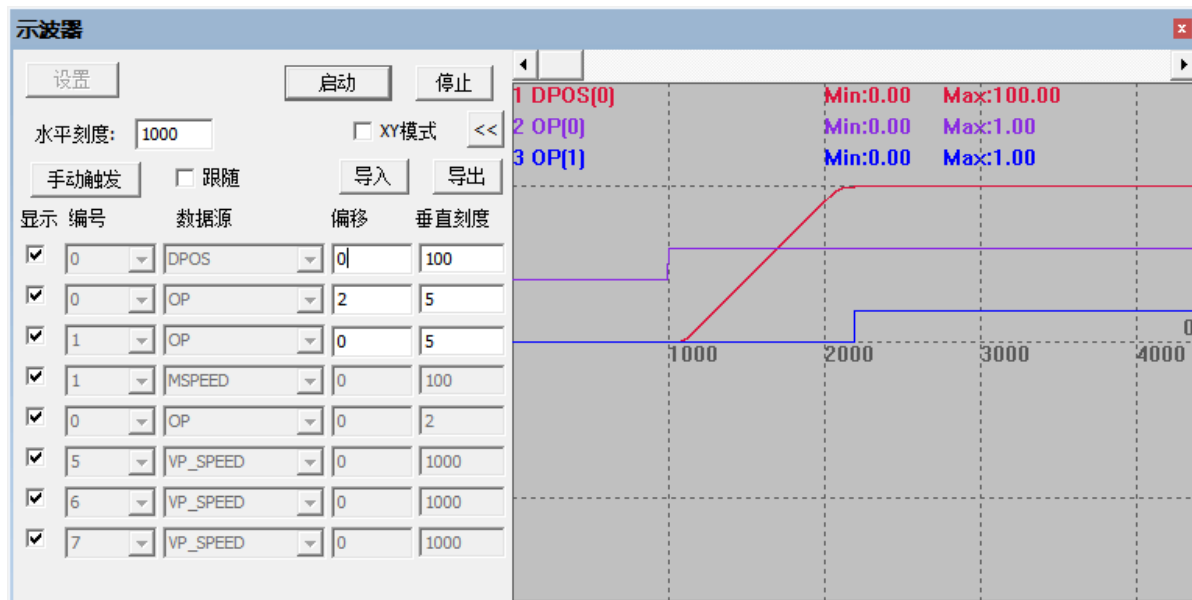 示波器
设置 启动 停止
水平刻度: 1000 XY模式 <<
手动触发 跟随 导入 导出
显示 编号 数据源 偏移 垂直刻度
0 DPOS 0 100
0 OP 2 5
1 OP 0 5
1 MSPEED 0 100
0 OP 0 2
5 VP_SPEED 0 1000
6 VP_SPEED 0 1000
7 VP_SPEED 0 1000
1 DPOS(0) Min:0.00 Max:100.00
2 OP(0) Min:0.00 Max:1.00
3 OP(1) Min:0.00 Max:1.00
0
1000 2000 3000 4000